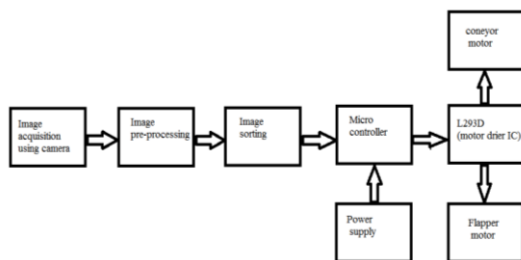 coneyor
motor
Image
acquisition
using camera
Image
pre-processing
Image
sorting
Micro
controller
L293D
(motor drier IC)
Power
supply
Flapper
motor